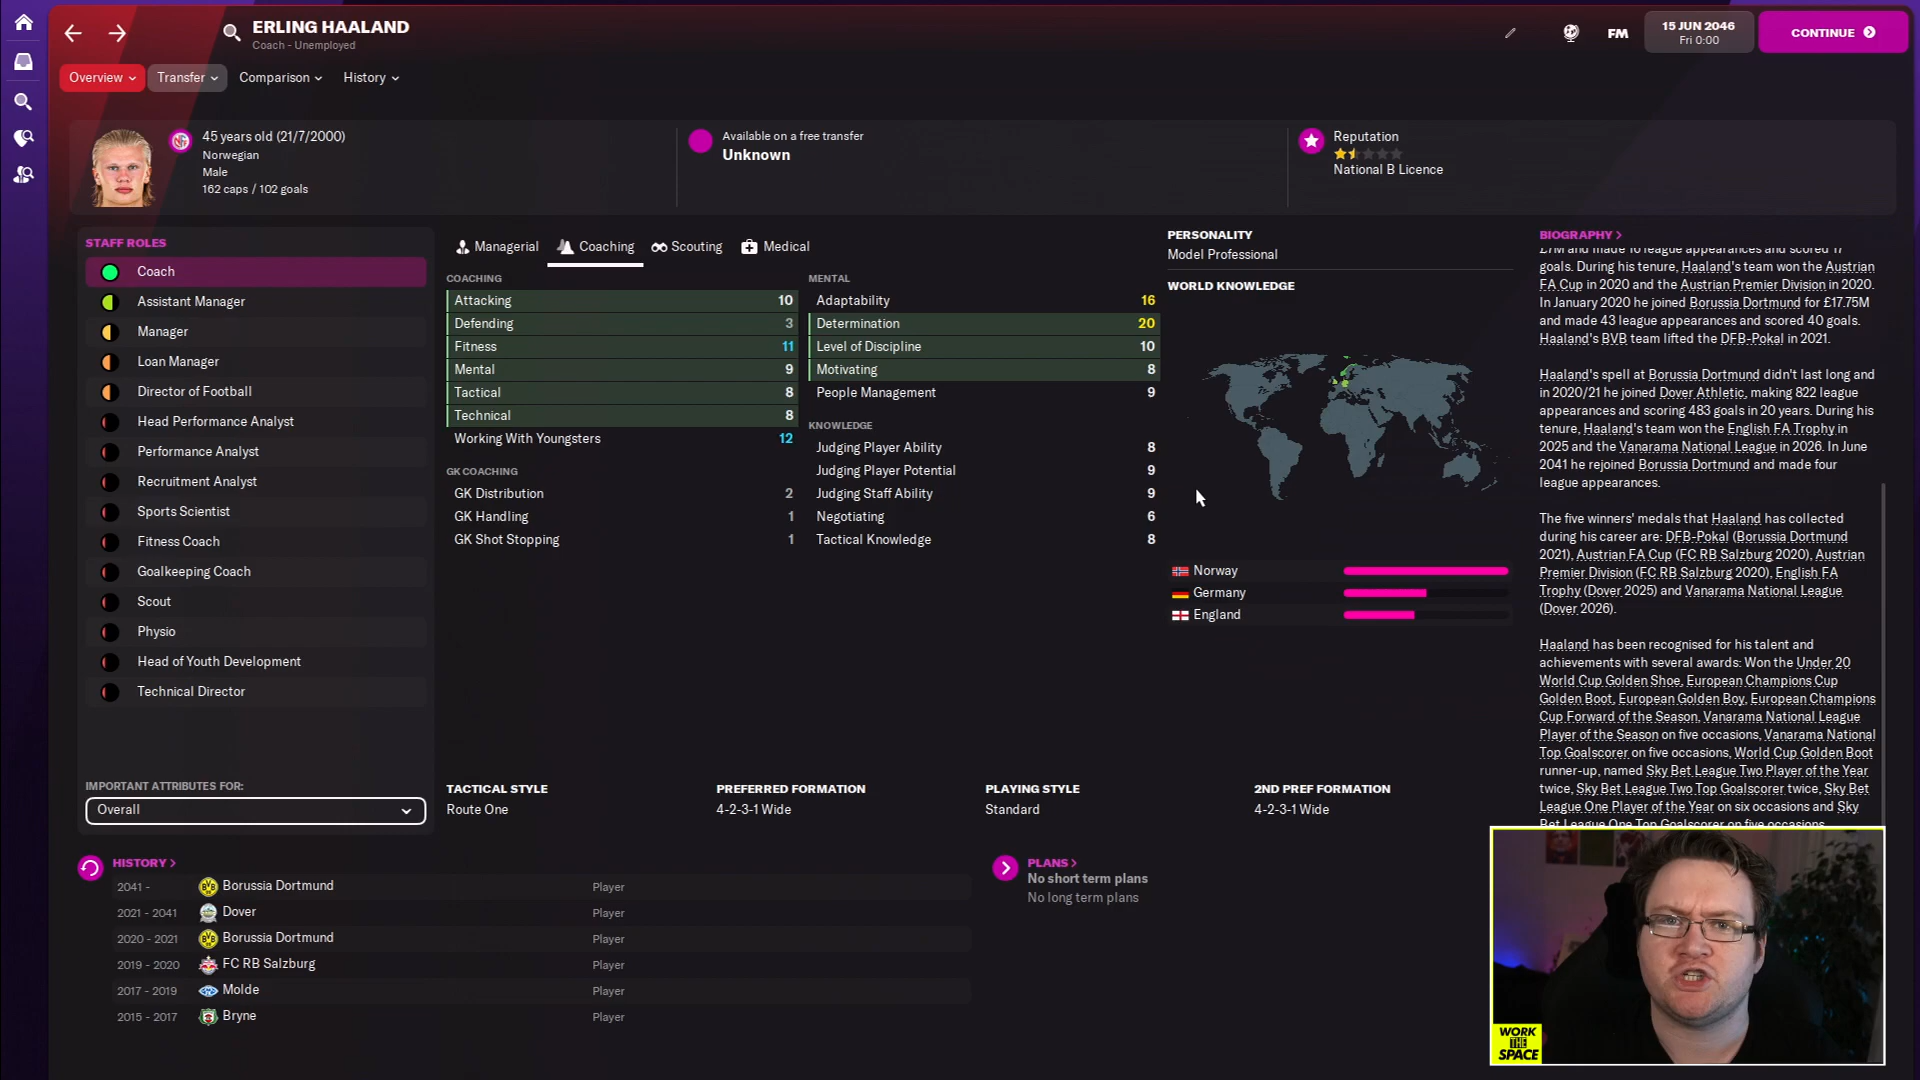 ERLING HAALAND
Coach - Unemployed
FM
15 JUN 2046
Fri 0:00
CONTINUE
Overview
Transfer
Comparison
History
45 years old (21/7/2000)
Norwegian
Male
162 caps / 102 goals
Available on a free transfer
Unknown
Reputation
National B Licence
STAFF ROLES
Coach
Assistant Manager
Manager
Loan Manager
Director of Football
Head Performance Analyst
Performance Analyst
Recruitment Analyst
Sports Scientist
Fitness Coach
Goalkeeping Coach
Scout
Physio
Head of Youth Development
Technical Director
IMPORTANT ATTRIBUTES FOR:
Overall
Managerial
Coaching
Scouting
Medical
COACHING
Attacking 10
Defending 3
Fitness 11
Mental 9
Tactical 8
Technical 8
Working With Youngsters 12
GK COACHING
GK Distribution 2
GK Handling 1
GK Shot Stopping 1
MENTAL
Adaptability 16
Determination 20
Level of Discipline 10
Motivating 8
People Management 9
KNOWLEDGE
Judging Player Ability 8
Judging Player Potential 9
Judging Staff Ability 9
Negotiating 6
Tactical Knowledge 8
PERSONALITY
Model Professional
WORLD KNOWLEDGE
Norway
Germany
England
TACTICAL STYLE
Route One
PREFERRED FORMATION
4-2-3-1 Wide
PLAYING STYLE
Standard
2ND PREF FORMATION
4-2-3-1 Wide
BIOGRAPHY >
£7M and made 16 league appearances and scored 17
goals. During his tenure, Haaland's team won the Austrian
FA Cup in 2020 and the Austrian Premier Division in 2020.
In January 2020 he joined Borussia Dortmund for £17.75M
and made 43 league appearances and scored 40 goals.
Haaland's BVB team lifted the DFB-Pokal in 2021.
Haaland's spell at Borussia Dortmund didn't last long and
in 2020/21 he joined Dover Athletic, making 822 league
appearances and scoring 483 goals in 20 years. During his
tenure, Haaland's team won the English FA Trophy in
2025 and the Vanarama National League in 2026. In June
2041 he rejoined Borussia Dortmund and made four
league appearances.
The five winners' medals that Haaland has collected
during his career are: DFB-Pokal (Borussia Dortmund
2021), Austrian FA Cup (FC RB Salzburg 2020), Austrian
Premier Division (FC RB Salzburg 2020), English FA
Trophy (Dover 2025) and Vanarama National League
(Dover 2026).
Haaland has been recognised for his talent and
achievements with several awards: Won the Under 20
World Cup Golden Shoe, European Champions Cup
Golden Boot, European Golden Boy, European Champions
Cup Forward of the Season, Vanarama National League
Player of the Season on five occasions, Vanarama National
Top Goalscorer on five occasions, World Cup Golden Boot
runner-up, named Sky Bet League Two Player of the Year
twice, Sky Bet League Two Top Goalscorer twice, Sky Bet
League One Player of the Year on six occasions and Sky
Bet League One Top Goalscorer on five occasions
HISTORY >
2041 - Borussia Dortmund Player
2021 - 2041 Dover Player
2020 - 2021 Borussia Dortmund Player
2019 - 2020 FC RB Salzburg Player
2017 - 2019 Molde Player
2015 - 2017 Bryne Player
PLANS >
No short term plans
No long term plans
WORK
THE
SPACE